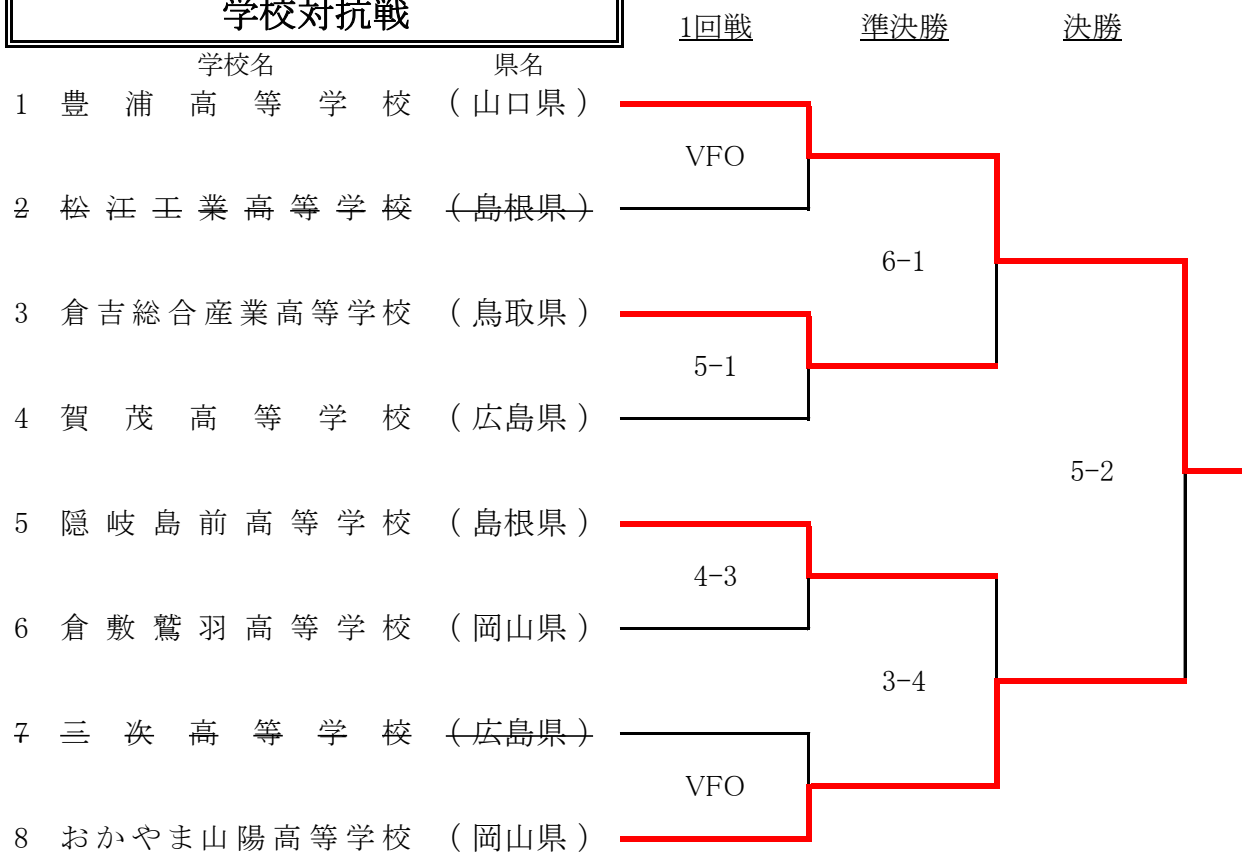 学校対抗戦
1回戦 準決勝 決勝
学校名 県名
1 豊浦高等学校 (山口県)
VFO
2 松江工業高等学校 (島根県)
6-1
3 倉吉総合産業高等学校 (鳥取県)
5-1
4 賀茂高等学校 (広島県)
5-2
5 隠岐島前高等学校 (島根県)
4-3
6 倉敷鷲羽高等学校 (岡山県)
3-4
7 三次高等学校 (広島県)
VFO
8 おかやま山陽高等学校 (岡山県)